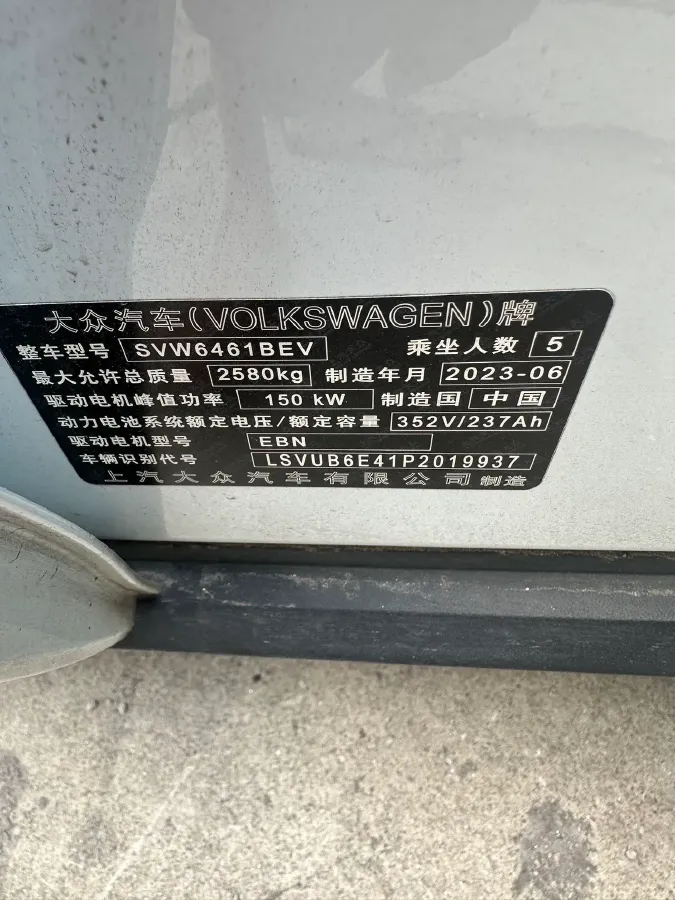 大众汽车(VOLKSWAGEN)牌
整车型号 SVW6461BEV 乘坐人数 5
最大允许总质量 2580kg 制造年月 2023-06
驱动电机峰值功率 150 kW 制造国 中国
动力电池系统额定电压/额定容量 352V/237Ah
驱动电机型号 EBN
车辆识别代号 LSVUB6E41P2019937
上汽大众汽车有限公司 制造